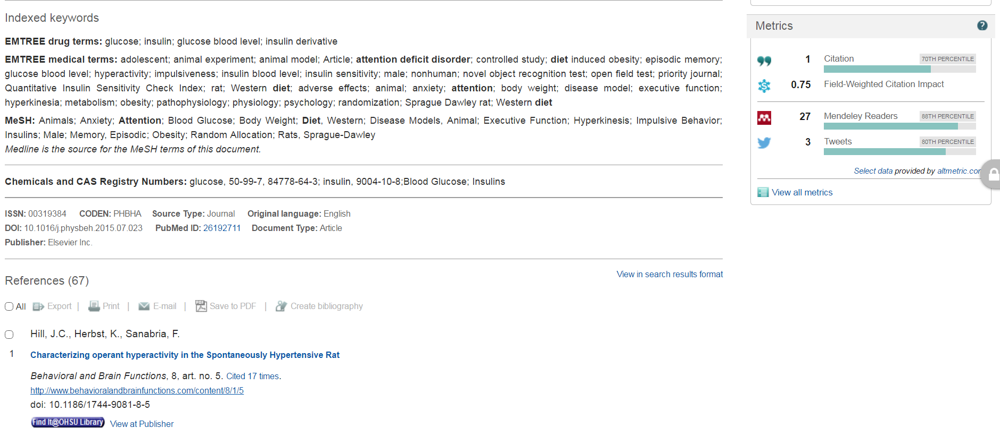 Indexed keywords
EMTREE drug terms: glucose; insulin; glucose blood level; insulin derivative
EMTREE medical terms: adolescent; animal experiment; animal model; Article; attention deficit disorder; controlled study; diet induced obesity; episodic memory;
glucose blood level; hyperactivity; impulsiveness; insulin blood level; insulin sensitivity; male; nonhuman; novel object recognition test; open field test; priority journal;
Quantitative Insulin Sensitivity Check Index; rat; Western diet; adverse effects; animal; anxiety; attention; body weight; disease model; executive function;
hyperkinesia; metabolism; obesity; pathophysiology; physiology; psychology; randomization; Sprague Dawley rat; Western diet
MeSH: Animals; Anxiety; Attention; Blood Glucose; Body Weight; Diet, Western; Disease Models, Animal; Executive Function; Hyperkinesis; Impulsive Behavior;
Insulins; Male; Memory, Episodic; Obesity; Random Allocation; Rats, Sprague-Dawley
Medline is the source for the MeSH terms of this document.
Chemicals and CAS Registry Numbers: glucose, 50-99-7, 84778-64-3; insulin, 9004-10-8;Blood Glucose; Insulins
ISSN: 00319384 CODEN: PHBHA Source Type: Journal Original language: English
DOI: 10.1016/j.physbeh.2015.07.023 PubMed ID: 26192711 Document Type: Article
Publisher: Elsevier Inc.
References (67)
View in search results format
All Export | Print | E-mail | Save to PDF | Create bibliography
Hill, J.C., Herbst, K., Sanabria, F.
1 Characterizing operant hyperactivity in the Spontaneously Hypertensive Rat
Behavioral and Brain Functions, 8, art. no. 5. Cited 17 times.
http://www.behavioralandbrainfunctions.com/content/8/1/5
doi: 10.1186/1744-9081-8-5
Find It@OHSU Library View at Publisher
Metrics ?
1 Citation 70TH PERCENTILE
0.75 Field-Weighted Citation Impact
27 Mendeley Readers 88TH PERCENTILE
3 Tweets 80TH PERCENTILE
Select data provided by altmetric.cor
View all metrics